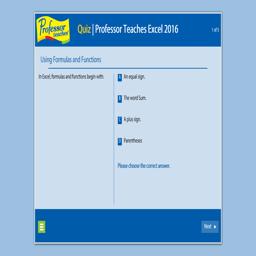 Professor
teaches
Quiz | Professor Teaches Excel 2016
1 of 5
Using Formulas and Functions
In Excel, formulas and functions begin with:
A An equal sign.
B The word Sum.
C A plus sign.
D Parentheses
Please choose the correct answer.
Next